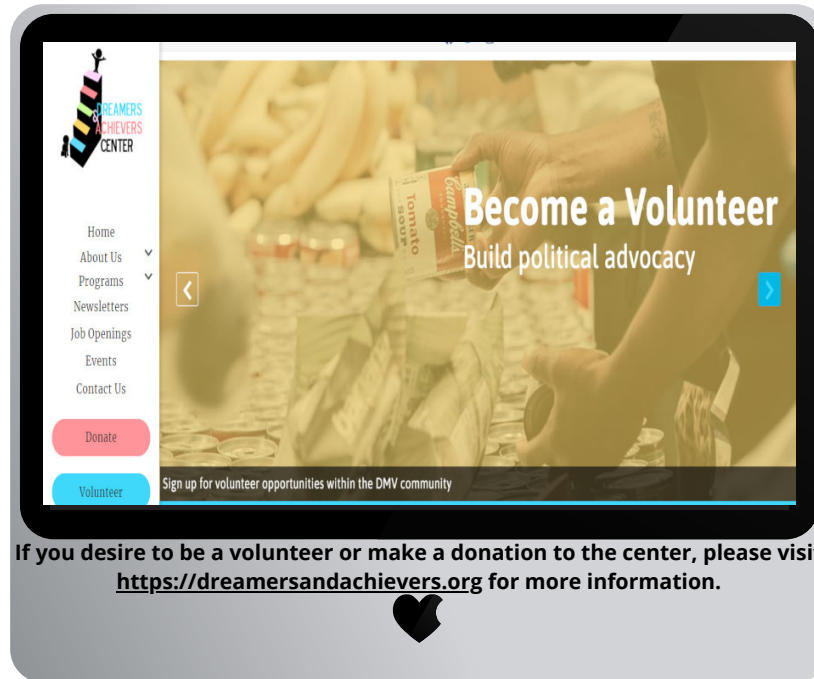 DREAMERS
&
ACHIEVERS
CENTER
Home
About Us
Programs
Newsletters
Job Openings
Events
Contact Us
Donate
Volunteer
Campbell's
Tomato
SOUP
Become a Volunteer
Build political advocacy
Sign up for volunteer opportunities within the DMV community
If you desire to be a volunteer or make a donation to the center, please visit
https://dreamersandachievers.org for more information.